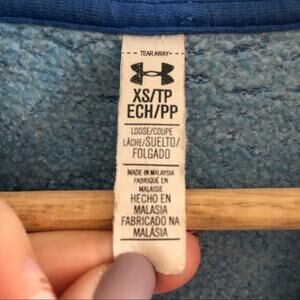 TEAR AWAY
XS/TP
ECH/PP
LOOSE/COUPE
LÂCHE/SUELTO/
FOLGADO
MADE IN MALAYSIA
FABRIQUÉ EN
MALAISIE
HECHO EN
MALASIA
FABRICADO NA
MALÁSIA